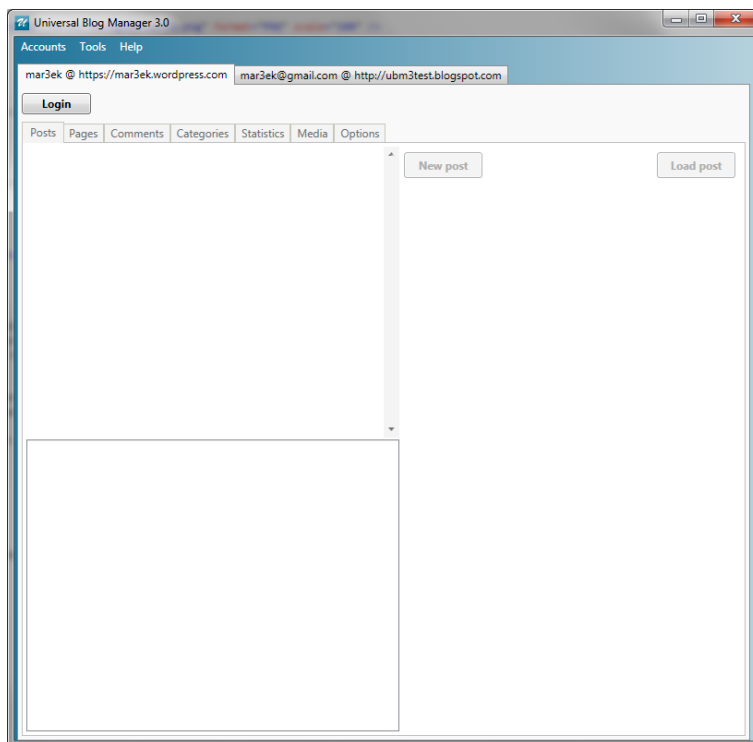 Universal Blog Manager 3.0
Accounts Tools Help
mar3ek @ https://mar3ek.wordpress.com mar3ek@gmail.com @ http://ubm3test.blogspot.com
Login
Posts Pages Comments Categories Statistics Media Options
New post Load post